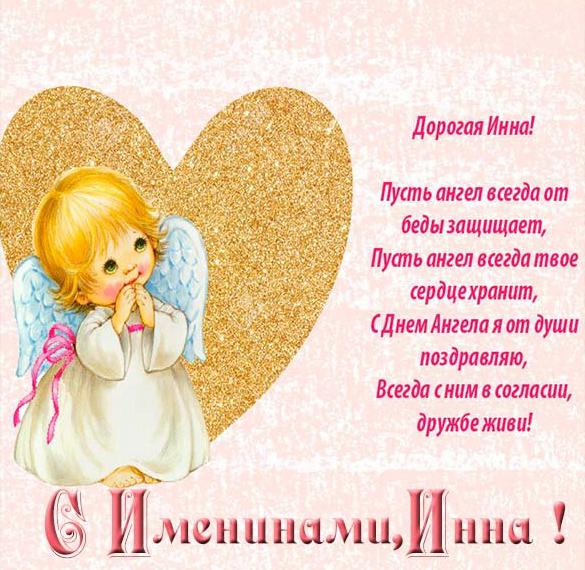 Дорогая Инна!
Пусть ангел всегда от
беды защищает,
Пусть ангел всегда твое
сердце хранит,
С Днем Ангела я от души
поздравляю,
Всегда с ним в согласии,
дружбе живи!
С Именинами, Инна !